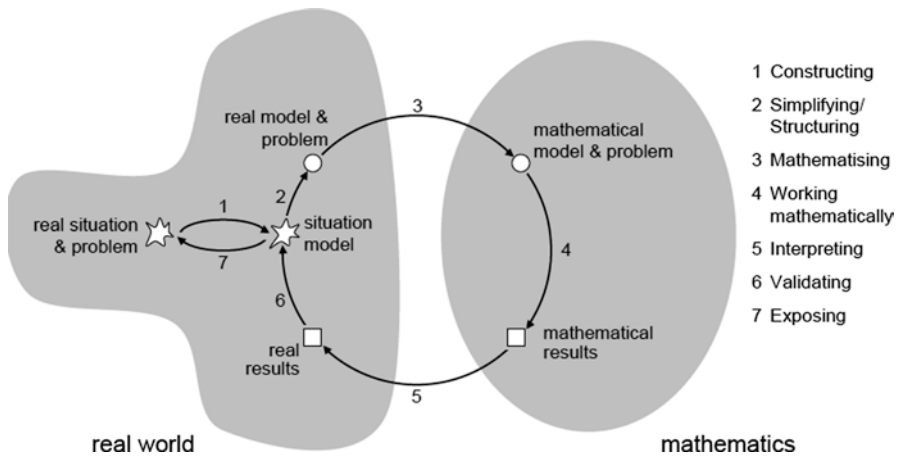 3
real model &
problem
mathematical
model & problem
2
1
real situation
& problem
situation
model
7
4
6
real
results
mathematical
results
5
real world
mathematics
1 Constructing
2 Simplifying/
Structuring
3 Mathematising
4 Working
mathematically
5 Interpreting
6 Validating
7 Exposing